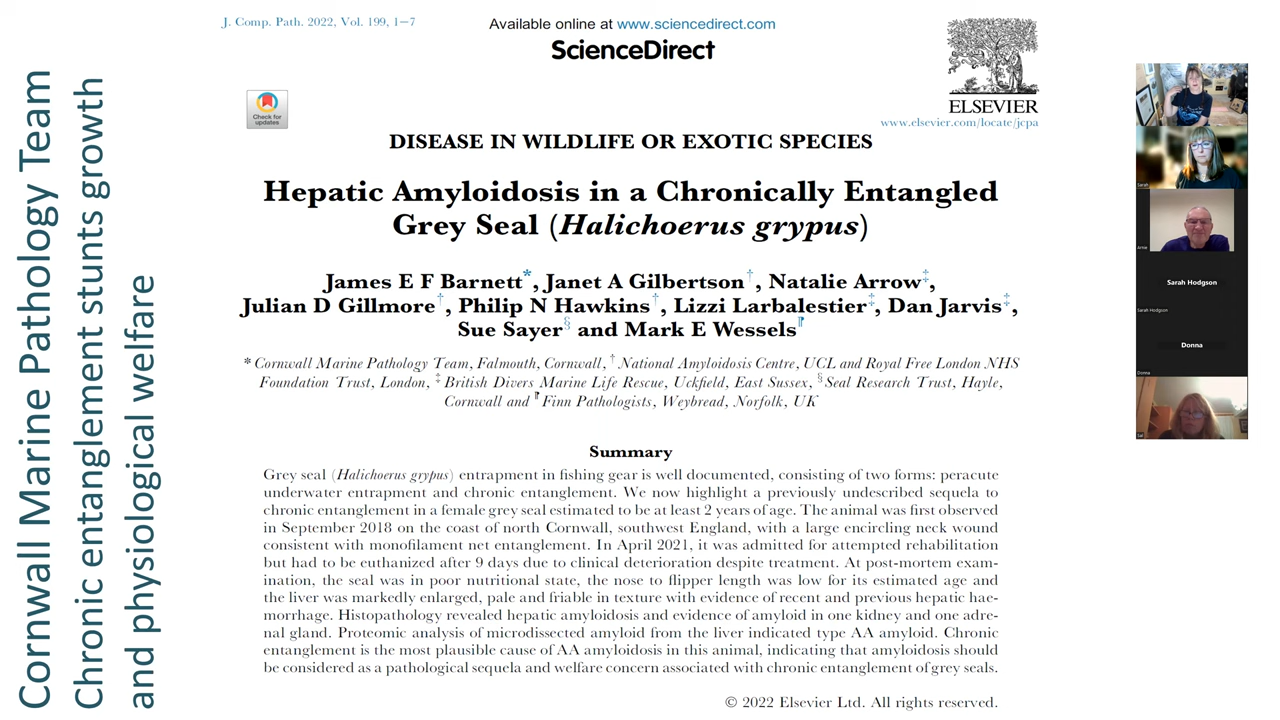 Cornwall Marine Pathology Team
Chronic entanglement stunts growth
and physiological welfare
J. Comp. Path. 2022, Vol. 199, 1–7
Available online at www.sciencedirect.com
ScienceDirect
ELSEVIER
www.elsevier.com/locate/jcpa
Check for
updates
DISEASE IN WILDLIFE OR EXOTIC SPECIES
Hepatic Amyloidosis in a Chronically Entangled
Grey Seal (Halichoerus grypus)
James E F Barnett*, Janet A Gilbertson†, Natalie Arrow‡,
Julian D Gillmore†, Philip N Hawkins†, Lizzi Larbalestier‡, Dan Jarvis‡,
Sue Sayer§ and Mark E Wessels¶
* Cornwall Marine Pathology Team, Falmouth, Cornwall, † National Amyloidosis Centre, UCL and Royal Free London NHS
Foundation Trust, London, ‡ British Divers Marine Life Rescue, Uckfield, East Sussex, § Seal Research Trust, Hayle,
Cornwall and ¶ Finn Pathologists, Weybread, Norfolk, UK
Summary
Grey seal (Halichoerus grypus) entrapment in fishing gear is well documented, consisting of two forms: peracute
underwater entrapment and chronic entanglement. We now highlight a previously undescribed sequela to
chronic entanglement in a female grey seal estimated to be at least 2 years of age. The animal was first observed
in September 2018 on the coast of north Cornwall, southwest England, with a large encircling neck wound
consistent with monofilament net entanglement. In April 2021, it was admitted for attempted rehabilitation
but had to be euthanized after 9 days due to clinical deterioration despite treatment. At post-mortem exam-
ination, the seal was in poor nutritional state, the nose to flipper length was low for its estimated age and
the liver was markedly enlarged, pale and friable in texture with evidence of recent and previous hepatic hae-
morrhage. Histopathology revealed hepatic amyloidosis and evidence of amyloid in one kidney and one adre-
nal gland. Proteomic analysis of microdissected amyloid from the liver indicated type AA amyloid. Chronic
entanglement is the most plausible cause of AA amyloidosis in this animal, indicating that amyloidosis should
be considered as a pathological sequela and welfare concern associated with chronic entanglement of grey seals.
© 2022 Elsevier Ltd. All rights reserved.
Sarah
Sarah Hodgson
Sarah Hodgson
Donna
Donna